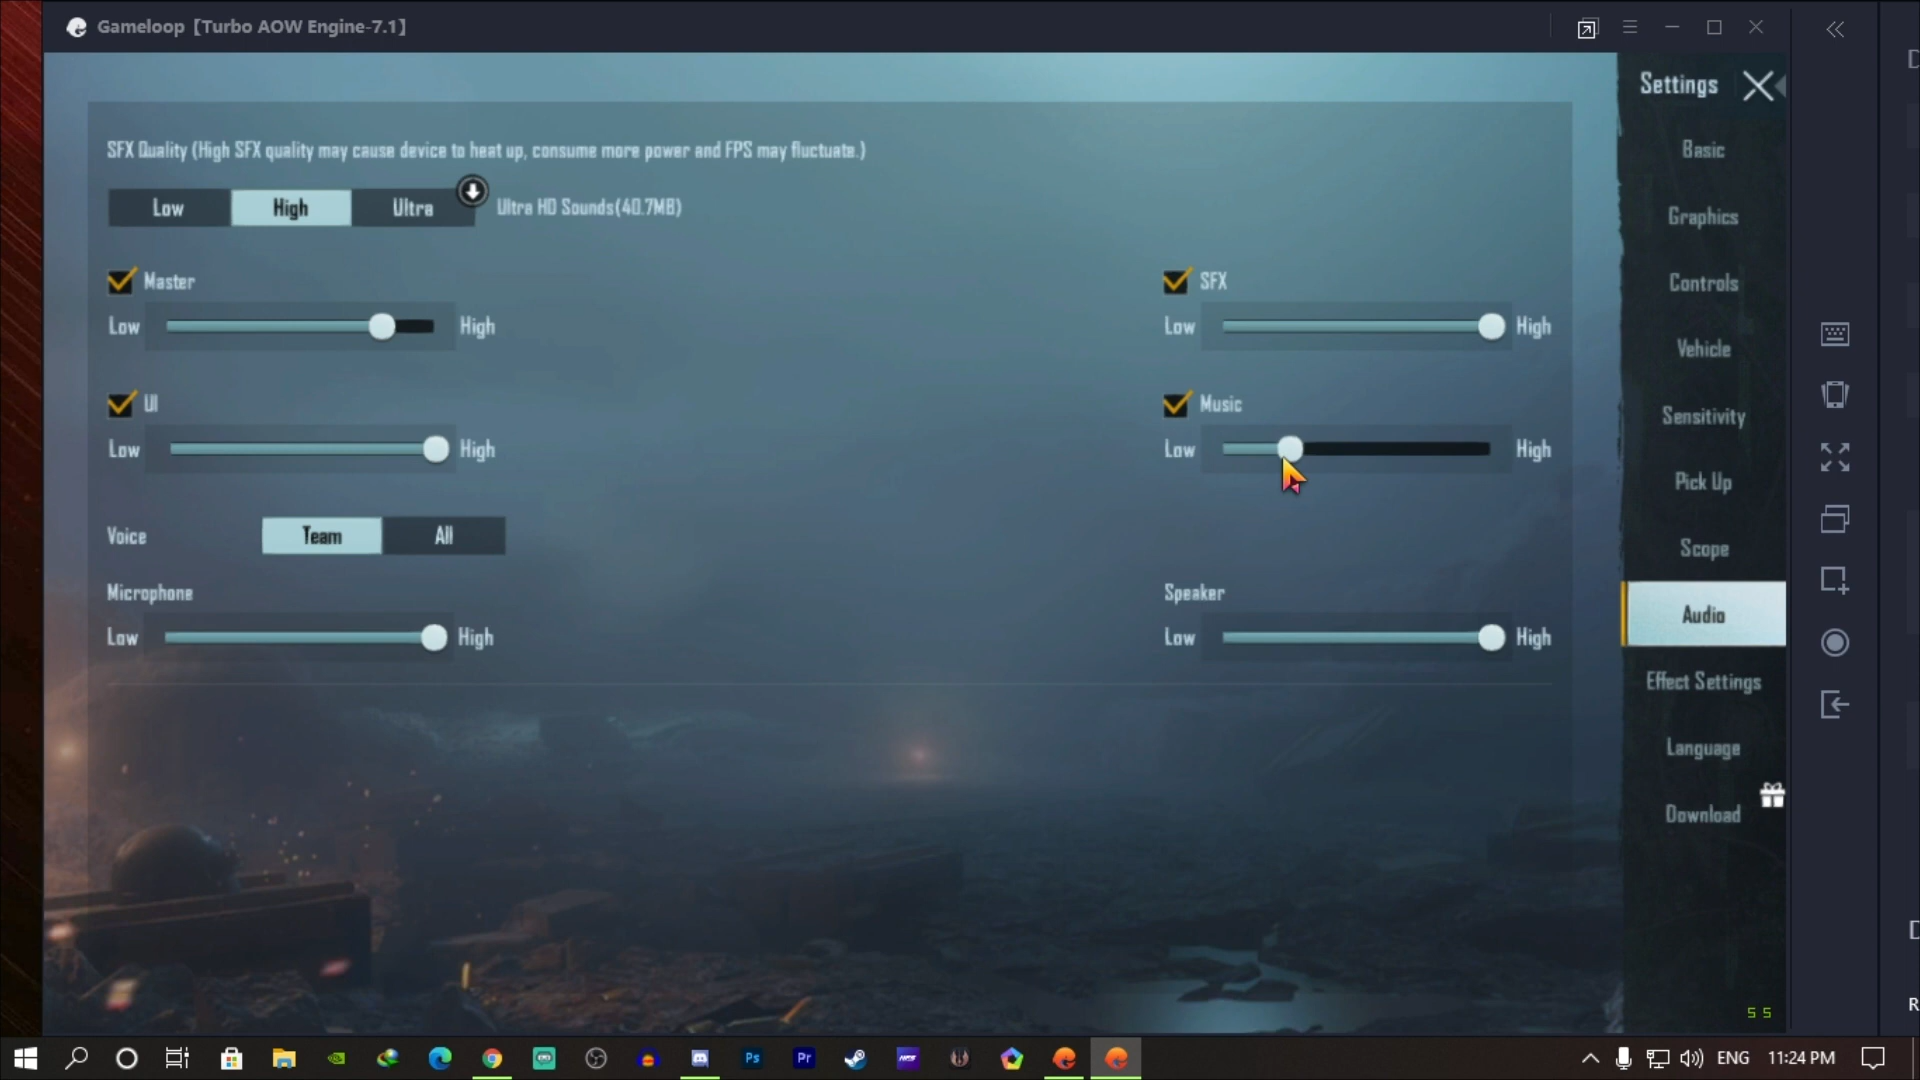 Gameloop【Turbo AOW Engine-7.1】
Settings
SFX Quality (High SFX quality may cause device to heat up, consume more power and FPS may fluctuate.)
Low High Ultra Ultra HD Sounds(40.7MB)
Master
Low High
SFX
Low High
UI
Low High
Music
Low High
Voice Team All
Microphone
Low High
Speaker
Low High
Basic
Graphics
Controls
Vehicle
Sensitivity
Pick Up
Scope
Audio
Effect Settings
Language
Download
55
R
Ps
Pr
ENG
11:24 PM